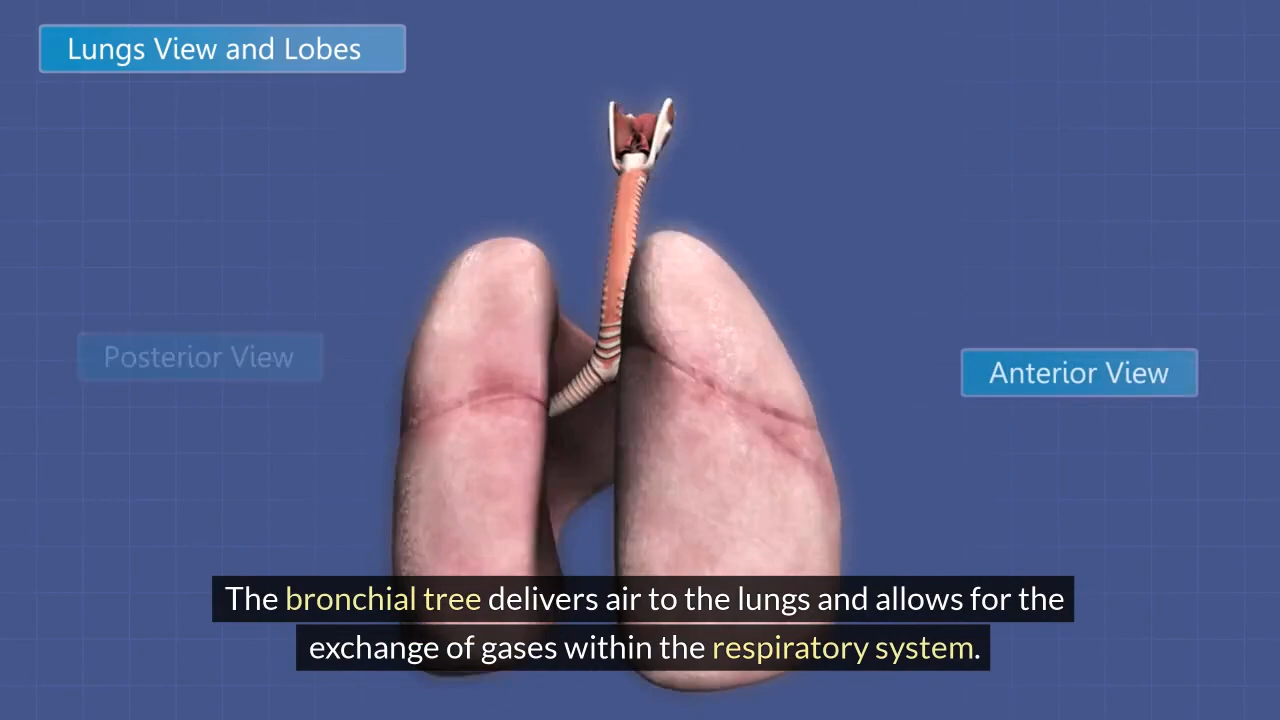 Lungs View and Lobes
Posterior View
Anterior View
The bronchial tree delivers air to the lungs and allows for the
exchange of gases within the respiratory system.